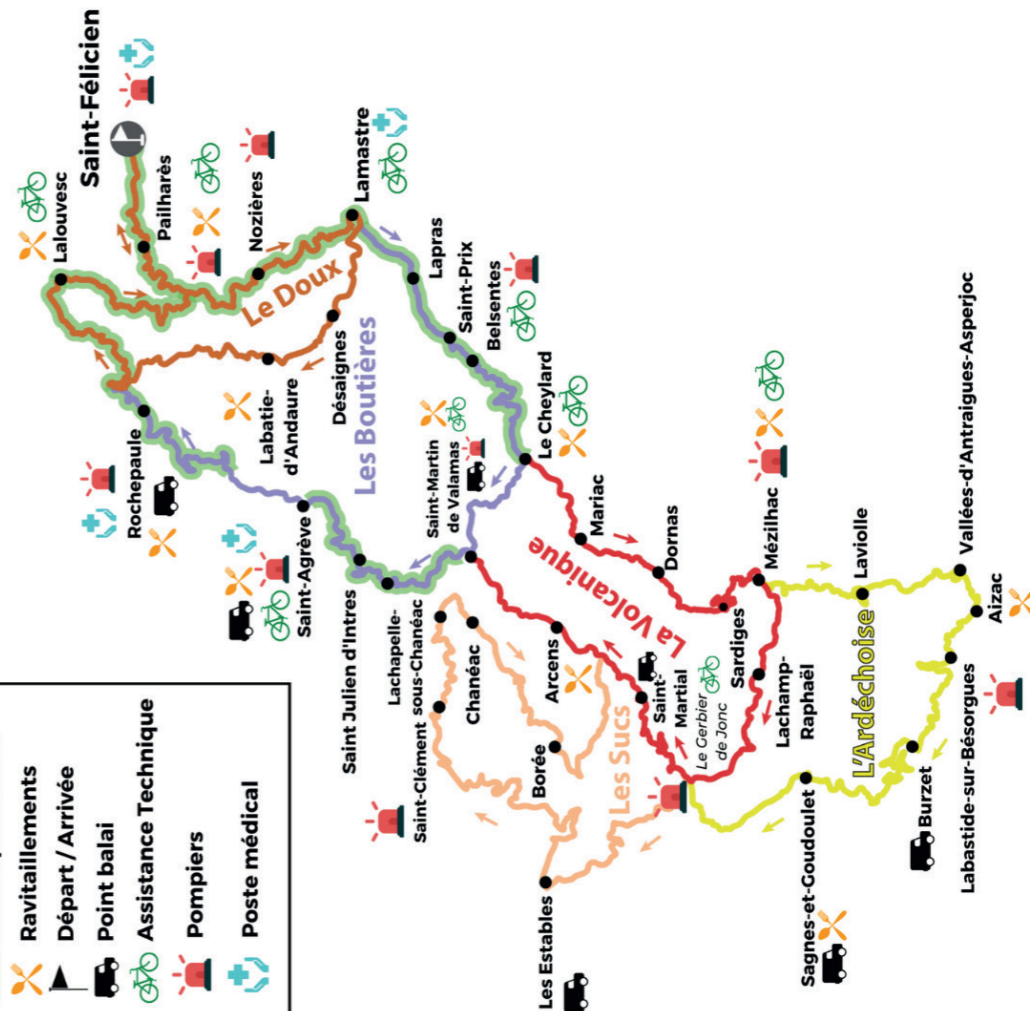 Ravitaillements
Départ / Arrivée
Point balai
Assistance Technique
Pompiers
Poste médical
Saint-Félicien
Lalouvesc
Pailharès
Nozières
Le Doux
Lamastre
Rochepaule
Labatie-
d'Andaure
Désaignes
Les Boutières
Lapras
Saint-Prix
Belsentes
Saint-Agrève
Saint-Martin
de Valamas
Le Cheylard
Saint Julien d'Intres
Lachapelle-
sous-Chanéac
Saint-Clément
Chanéac
Arcens
Borée
Les Sucs
La Volcanique
Mariac
Dornas
Mézilhac
Saint-
Martial
Le Gerbier
de Jonc
Sardiges
Lachamp-
Raphaël
Les Estables
Laviolle
Vallées-d'Antraigues-Asperjoc
Aizac
L'Ardéchoise
Sagnes-et-Goudoulet
Burzet
Labastide-sur-Bésorgues